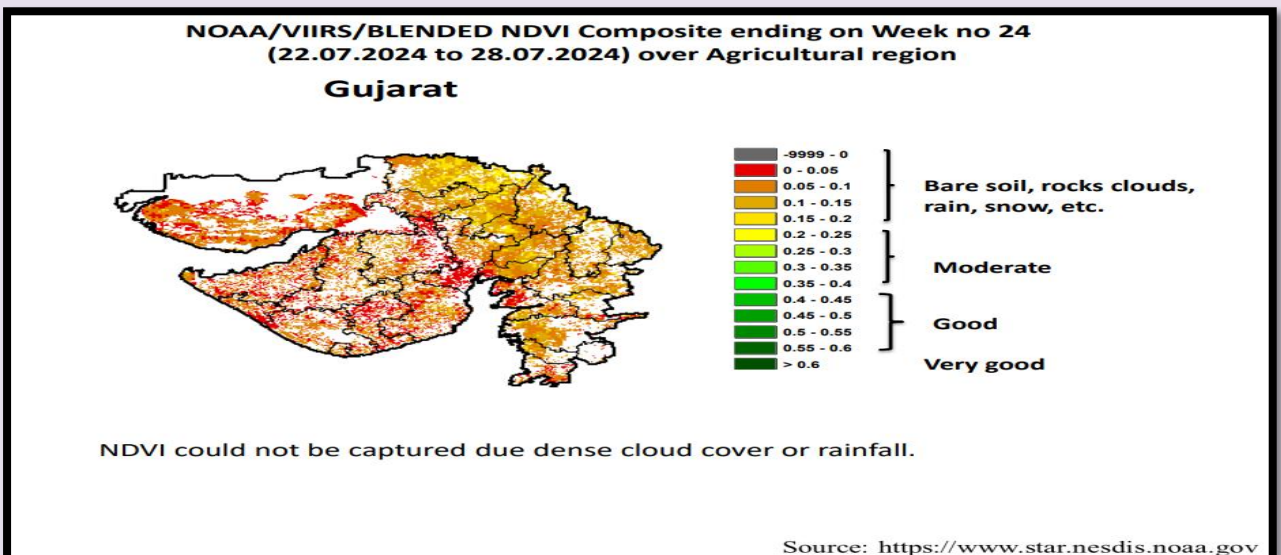 NOAA/VIIRS/BLENDED NDVI Composite ending on Week no 24
(22.07.2024 to 28.07.2024) over Agricultural region
Gujarat
-9999 - 0
0 - 0.05
0.05 - 0.1
0.1 - 0.15
0.15 - 0.2
0.2 - 0.25
0.25 - 0.3
0.3 - 0.35
0.35 - 0.4
0.4 - 0.45
0.45 - 0.5
0.5 - 0.55
0.55 - 0.6
> 0.6
Bare soil, rocks clouds,
rain, snow, etc.
Moderate
Good
Very good
NDVI could not be captured due dense cloud cover or rainfall.
Source: https://www.star.nesdis.noaa.gov